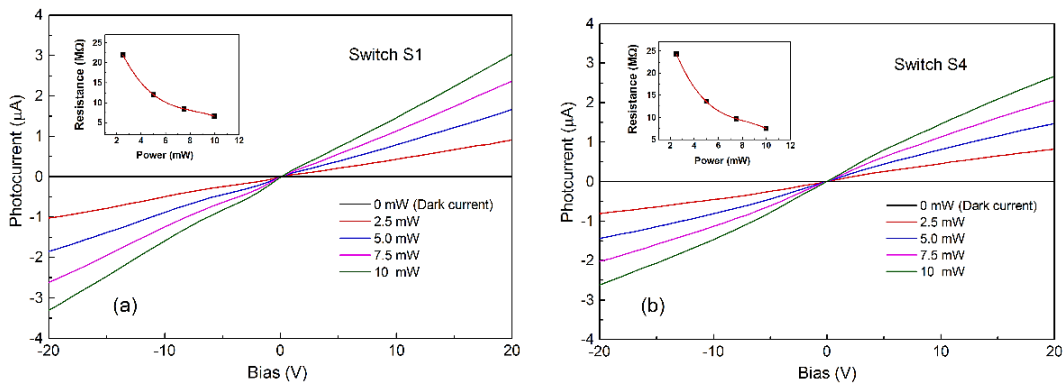 4
3
2
1
0
-1
-2
-3
-4
Photocurrent (μA)
-20
-10
0
10
20
Bias (V)
Switch S1
25
20
15
10
5
Resistance (MΩ)
2
4
6
8
10
12
Power (mW)
0 mW (Dark current)
2.5 mW
5.0 mW
7.5 mW
10 mW
(a)
4
3
2
1
0
-1
-2
-3
-4
Photcurrent (μA)
-20
-10
0
10
20
Bias (V)
Switch S4
25
20
15
10
5
Resistance (MΩ)
2
4
6
8
10
12
Power (mW)
0 mW (Dark current)
2.5 mW
5.0 mW
7.5 mW
10 mW
(b)